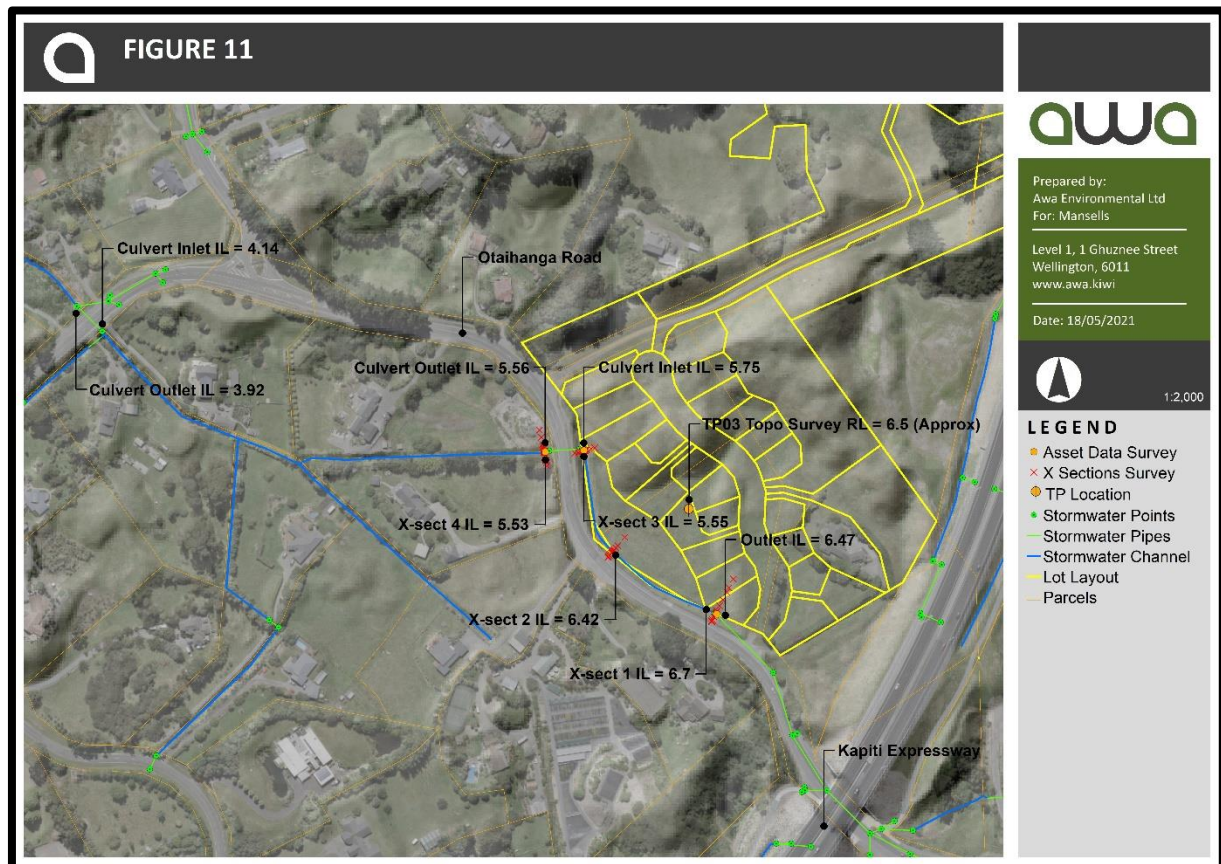 FIGURE 11
Culvert Inlet IL = 4.14
Otaihanga Road
Culvert Outlet IL = 5.56
Culvert Inlet IL = 5.75
Culvert Outlet IL = 3.92
TP03 Topo Survey RL = 6.5 (Approx)
X-sect 4 IL = 5.53
X-sect 3 IL = 5.55
Outlet IL = 6.47
X-sect 2 IL = 6.42
X-sect 1 IL = 6.7
Kapiti Expressway
awa
Prepared by:
Awa Environmental Ltd
For: Mansells
Level 1, 1 Ghuznee Street
Wellington, 6011
www.awa.kiwi
Date: 18/05/2021
1:2,000
LEGEND
Asset Data Survey
X Sections Survey
TP Location
Stormwater Points
Stormwater Pipes
Stormwater Channel
Lot Layout
Parcels